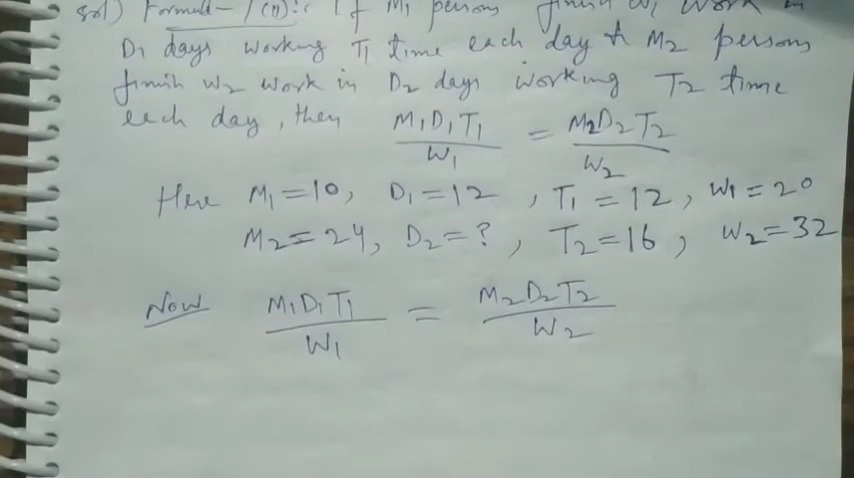 Sol) Formula-1(ii): If M1 persons finish W1 work in
D1 days working T1 time each day & M2 persons
finish W2 work in D2 days working T2 time
each day, then M1D1T1/W1 = M2D2T2/W2
Here M1=10, D1=12, T1=12, W1=20
M2=24, D2=?, T2=16, W2=32
Now M1D1T1/W1 = M2D2T2/W2